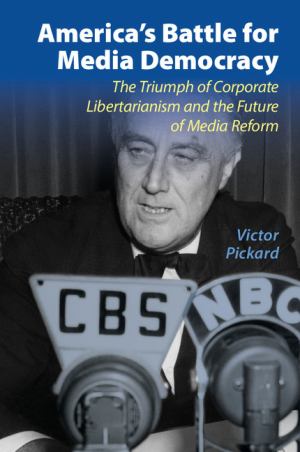 America's Battle for
Media Democracy
The Triumph of Corporate
Libertarianism and the Future
of Media Reform
Victor
Pickard
CBS
NBC